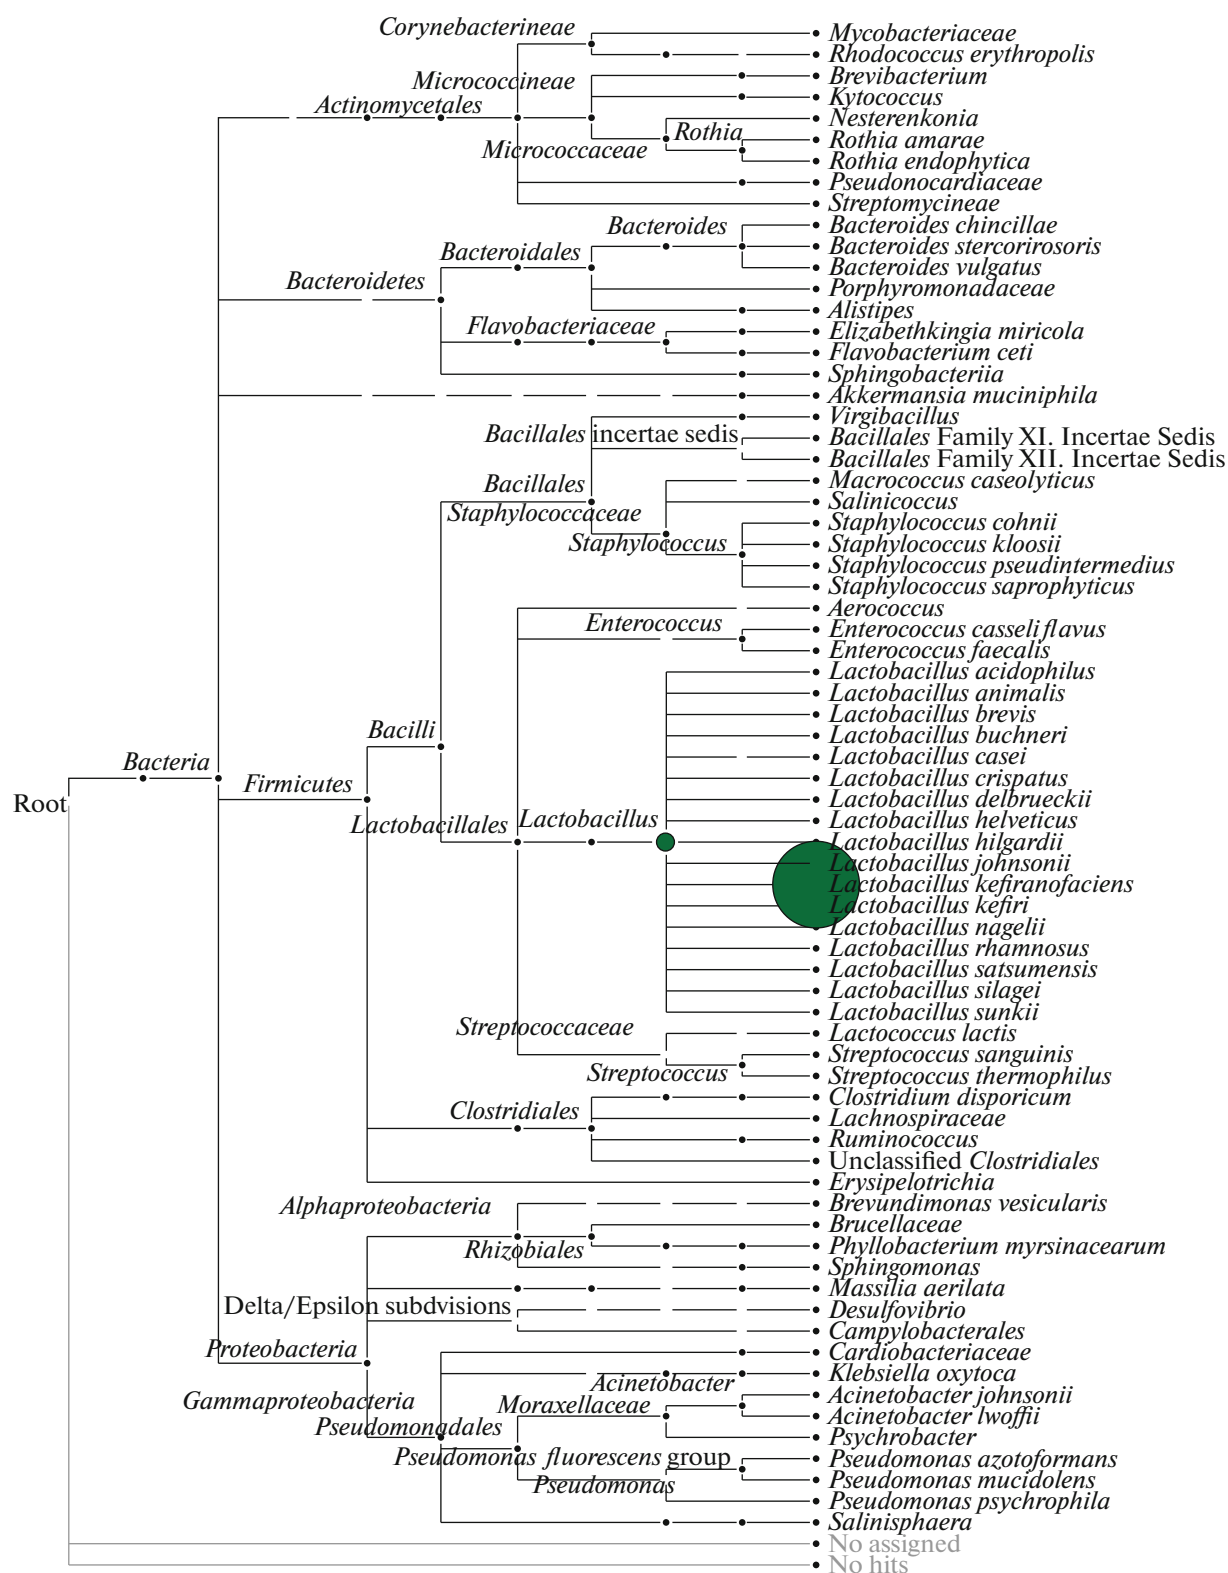 Corynebacterineae
Mycobacteriaceae
Rhodococcus erythropolis
Micrococcineae
Brevibacterium
Kytococcus
Actinomycetales
Nesterenkonia
Rothia
Rothia amarae
Micrococcaceae
Rothia endophytica
Pseudonocardiaceae
Streptomycineae
Bacteroides
Bacteroides chincillae
Bacteroidales
Bacteroides stercorirosoris
Bacteroides vulgatus
Bacteroidetes
Porphyromonadaceae
Alistipes
Flavobacteriaceae
Elizabethkingia miricola
Flavobacterium ceti
Sphingobacteriia
Akkermansia muciniphila
Virgibacillus
Bacillales incertae sedis
Bacillales Family XI. Incertae Sedis
Bacillales Family XII. Incertae Sedis
Bacillales
Macrococcus caseolyticus
Salinicoccus
Staphylococcaceae
Staphylococcus cohnii
Staphylococcus
Staphylococcus kloosii
Staphylococcus pseudintermedius
Staphylococcus saprophyticus
Aerococcus
Enterococcus
Enterococcus casseliflavus
Enterococcus faecalis
Lactobacillus acidophilus
Lactobacillus animalis
Lactobacillus brevis
Bacilli
Lactobacillus buchneri
Lactobacillus casei
Bacteria
Lactobacillus crispatus
Firmicutes
Root
Lactobacillus delbrueckii
Lactobacillales
Lactobacillus
Lactobacillus helveticus
Lactobacillus hilgardii
Lactobacillus johnsonii
Lactobacillus kefiranofaciens
Lactobacillus kefiri
Lactobacillus nagelii
Lactobacillus rhamnosus
Lactobacillus satsumensis
Lactobacillus silagei
Lactobacillus sunkii
Streptococcaceae
Lactococcus lactis
Streptococcus sanguinis
Streptococcus
Streptococcus thermophilus
Clostridium disporicum
Clostridiales
Lachnospiraceae
Ruminococcus
Unclassified Clostridiales
Erysipelotrichia
Alphaproteobacteria
Brevundimonas vesicularis
Brucellaceae
Rhizobiales
Phyllobacterium myrsinacearum
Sphingomonas
Massilia aerilata
Delta/Epsilon subdvisions
Desulfovibrio
Campylobacterales
Proteobacteria
Cardiobacteriaceae
Klebsiella oxytoca
Acinetobacter
Gammaproteobacteria
Moraxellaceae
Acinetobacter johnsonii
Pseudomonadales
Acinetobacter lwoffii
Psychrobacter
Pseudomonas fluorescens group
Pseudomonas azotoformans
Pseudomonas
Pseudomonas mucidolens
Pseudomonas psychrophila
Salinisphaera
No assigned
No hits